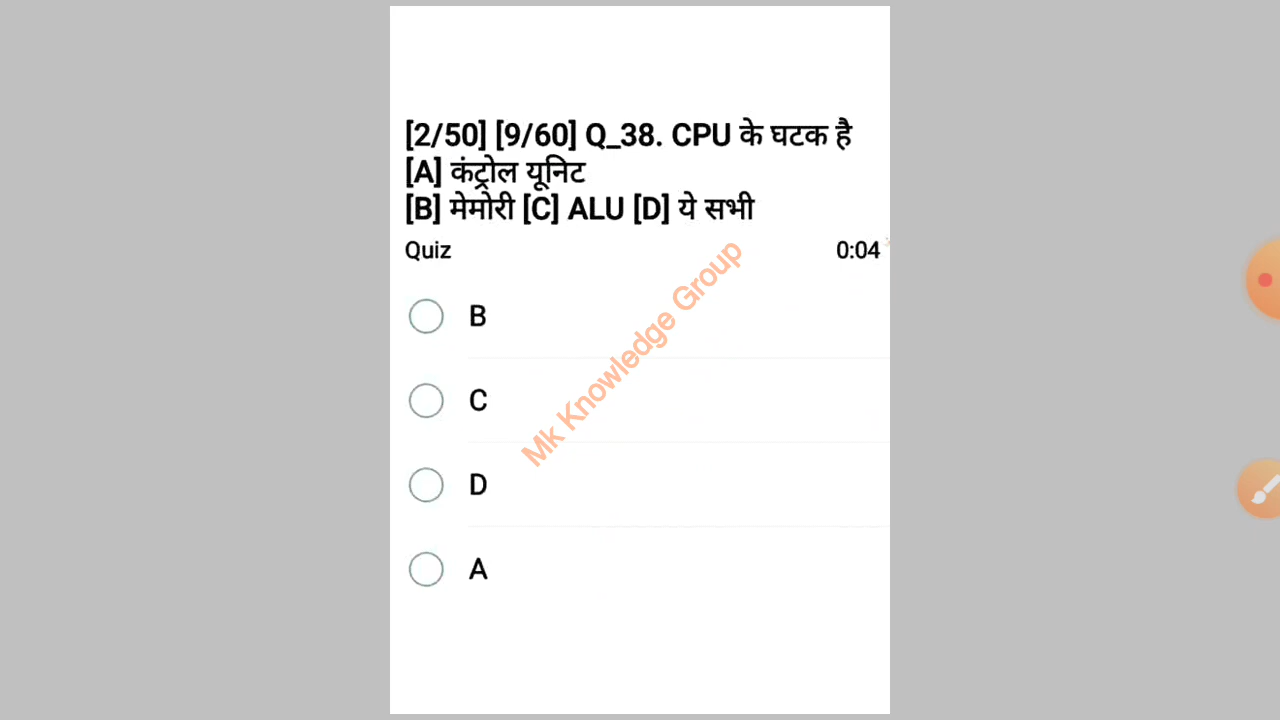 [2/50] [9/60] Q_38. CPU के घटक है
[A] कंट्रोल यूनिट
[B] मेमोरी [C] ALU [D] ये सभी
Quiz 0:04
B
C
D
A
Mk Knowledge Group